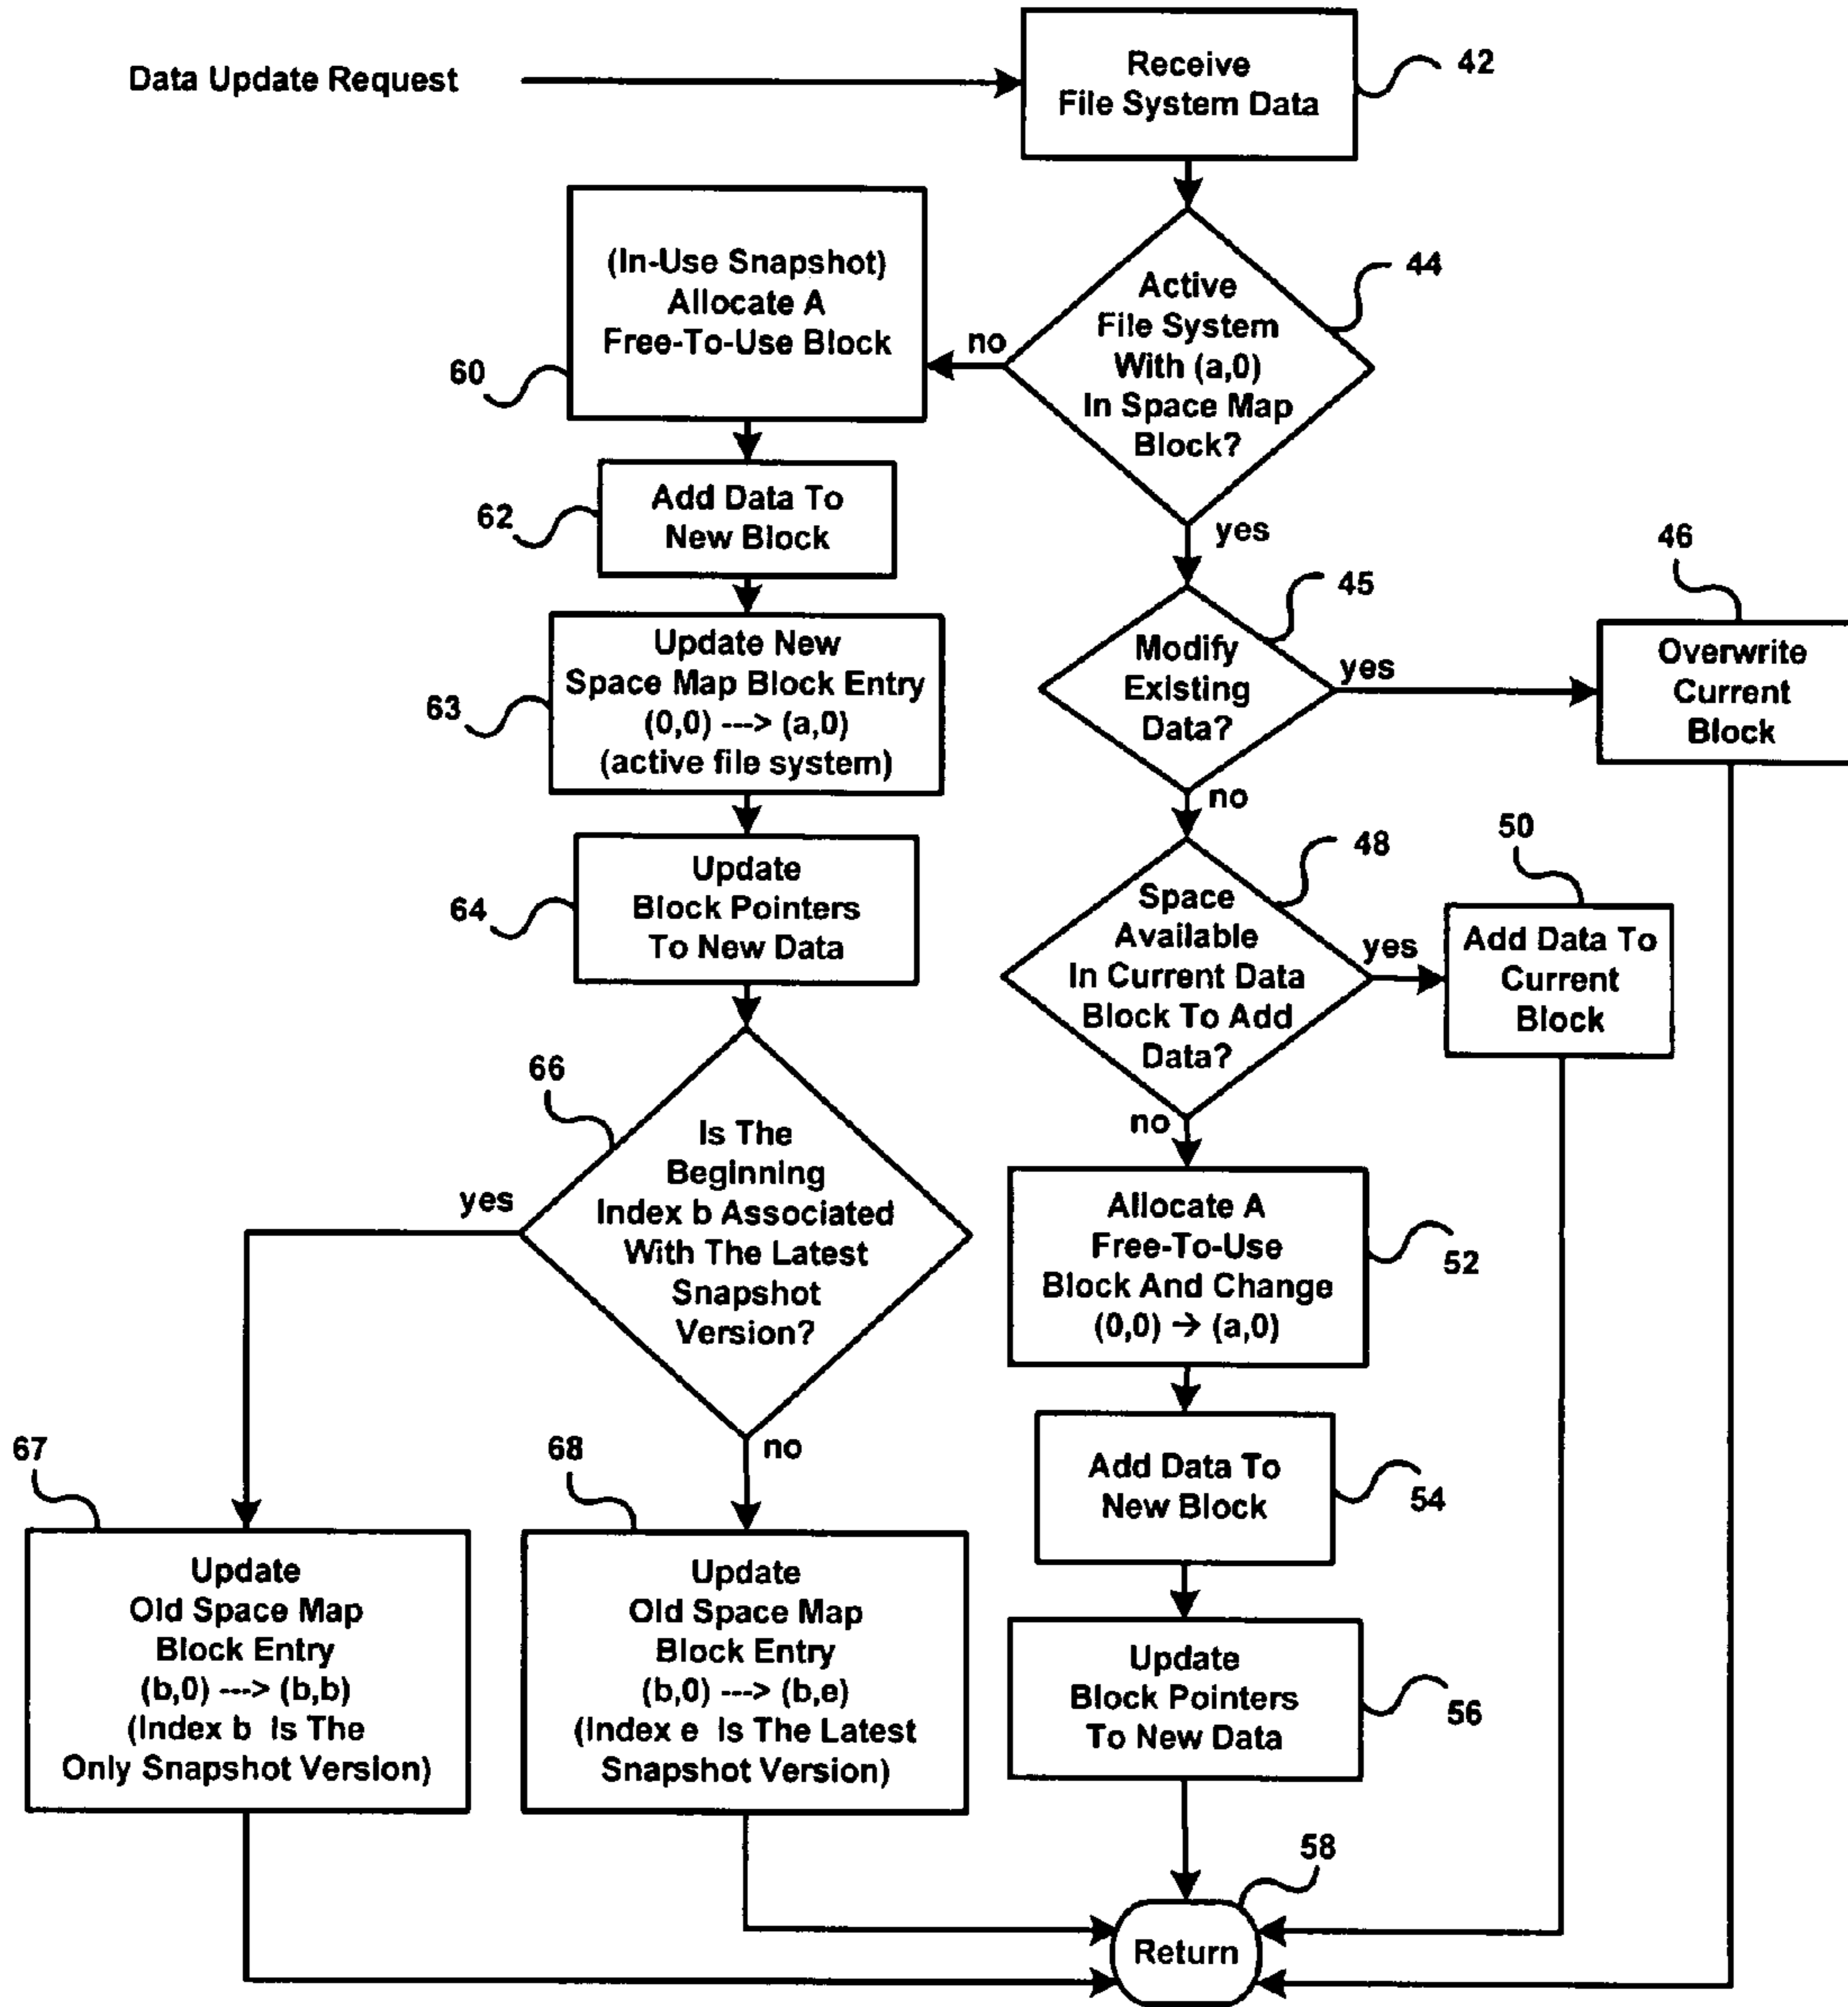 Data Update Request
Receive
File System Data
42
Active
File System
With (a,0)
In Space Map
Block?
44
no
yes
(In-Use Snapshot)
Allocate A
Free-To-Use Block
60
Add Data To
New Block
62
Update New
Space Map Block Entry
(0,0) ---> (a,0)
(active file system)
63
Update
Block Pointers
To New Data
64
Is The
Beginning
Index b Associated
With The Latest
Snapshot
Version?
66
yes
no
Update
Old Space Map
Block Entry
(b,0) ---> (b,b)
(Index b Is The
Only Snapshot Version)
67
Update
Old Space Map
Block Entry
(b,0) ---> (b,e)
(Index e Is The Latest
Snapshot Version)
68
Modify
Existing
Data?
45
yes
no
Overwrite
Current
Block
46
Space
Available
In Current Data
Block To Add
Data?
48
yes
no
Add Data To
Current
Block
50
Allocate A
Free-To-Use
Block And Change
(0,0) → (a,0)
52
Add Data To
New Block
54
Update
Block Pointers
To New Data
56
Return
58